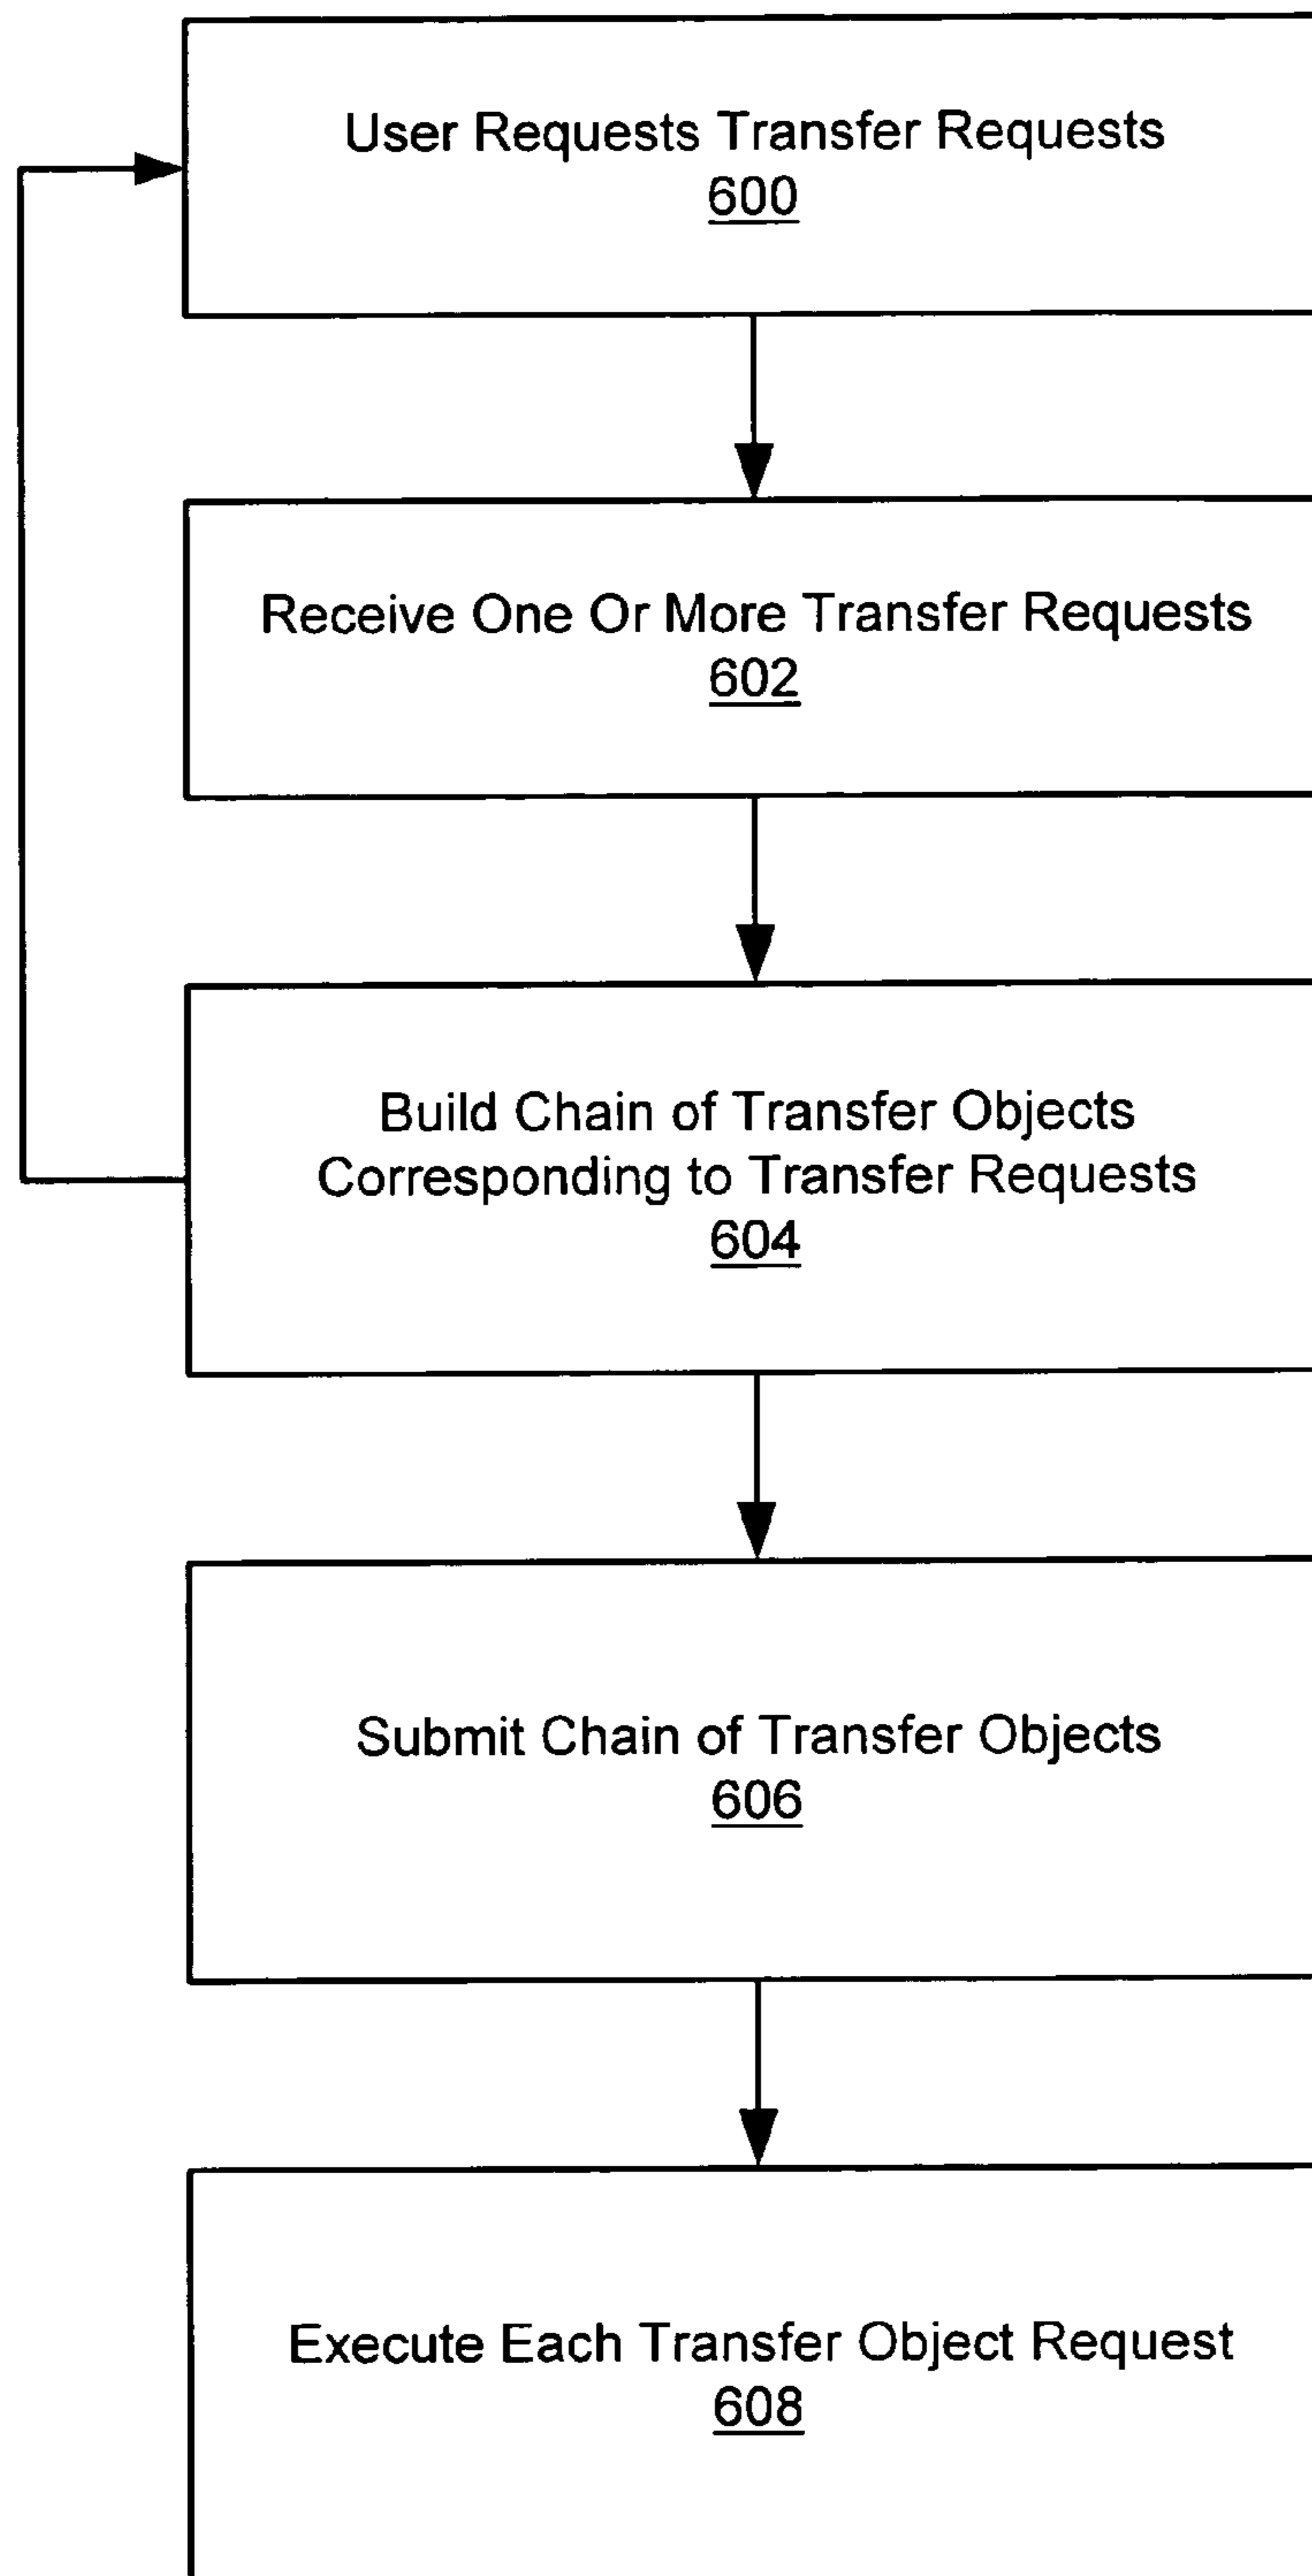 User Requests Transfer Requests
600
Receive One Or More Transfer Requests
602
Build Chain of Transfer Objects
Corresponding to Transfer Requests
604
Submit Chain of Transfer Objects
606
Execute Each Transfer Object Request
608